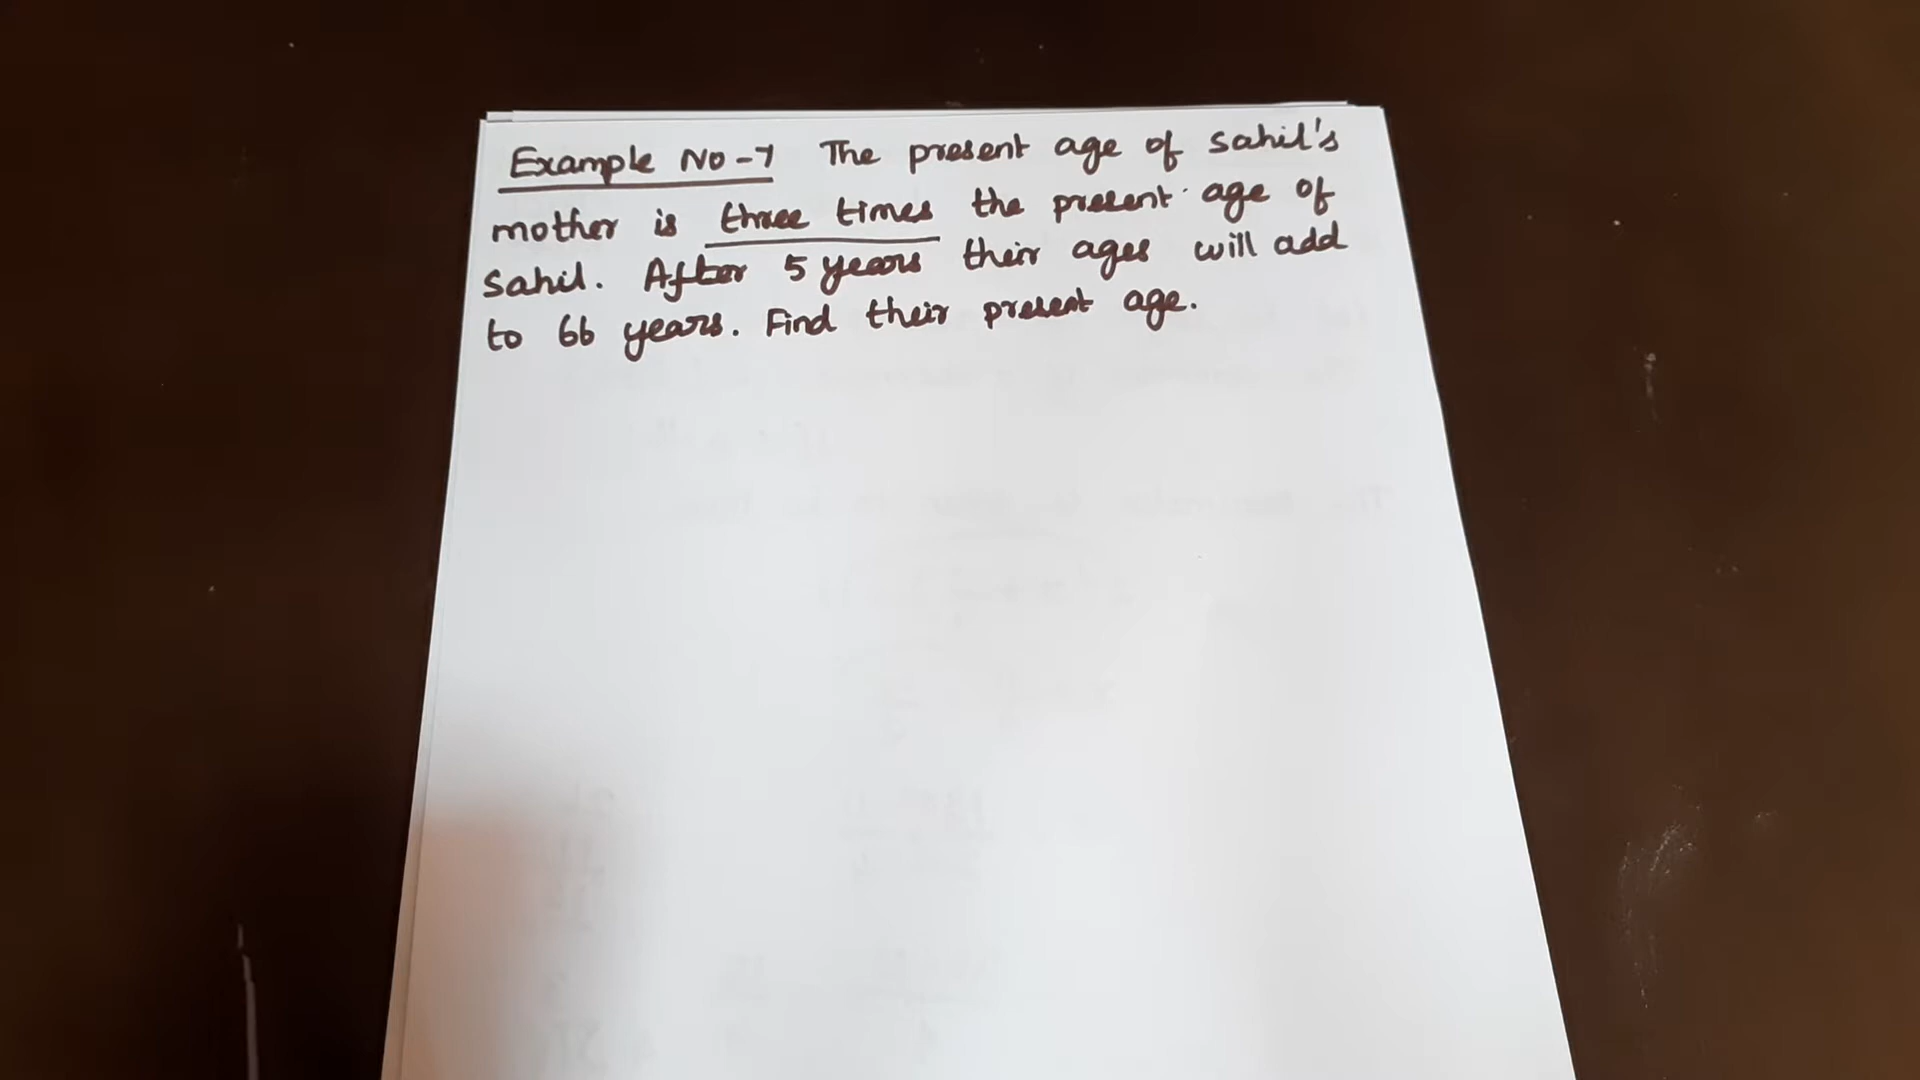 Example No-7 The present age of Sahil's
mother is three times the present age of
Sahil. After 5 years their ages will add
to 66 years. Find their present age.